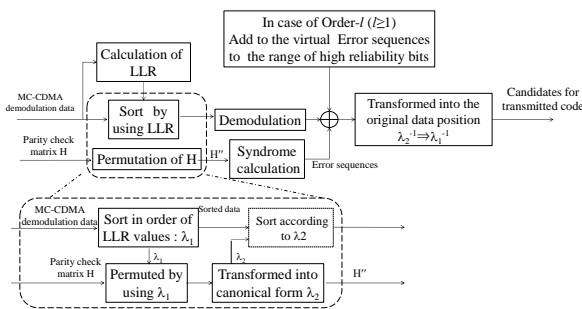 In case of Order-l (l≥1)
Add to the virtual Error sequences
to the range of high reliability bits
Calculation of
LLR
MC-CDMA
demodulation data
Sort by
using LLR
Demodulation
Transformed into the
original data position
λ₂⁻¹⇒λ₁⁻¹
Candidates for
transmitted code
Parity check
matrix H
Permutation of H
H″
Syndrome
calculation
Error sequences
MC-CDMA
demodulation data
Sort in order of
LLR values : λ₁
Sorted data
Sort according
to λ2
λ₁
λ₂
Parity check
matrix H
Permuted by
using λ₁
Transformed into
canonical form λ₂
H″